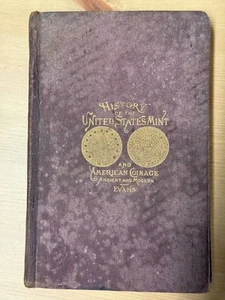 HISTORY
OF THE
UNITED STATES MINT
AND
AMERICAN COINAGE
ANCIENT AND MODERN
EVANS